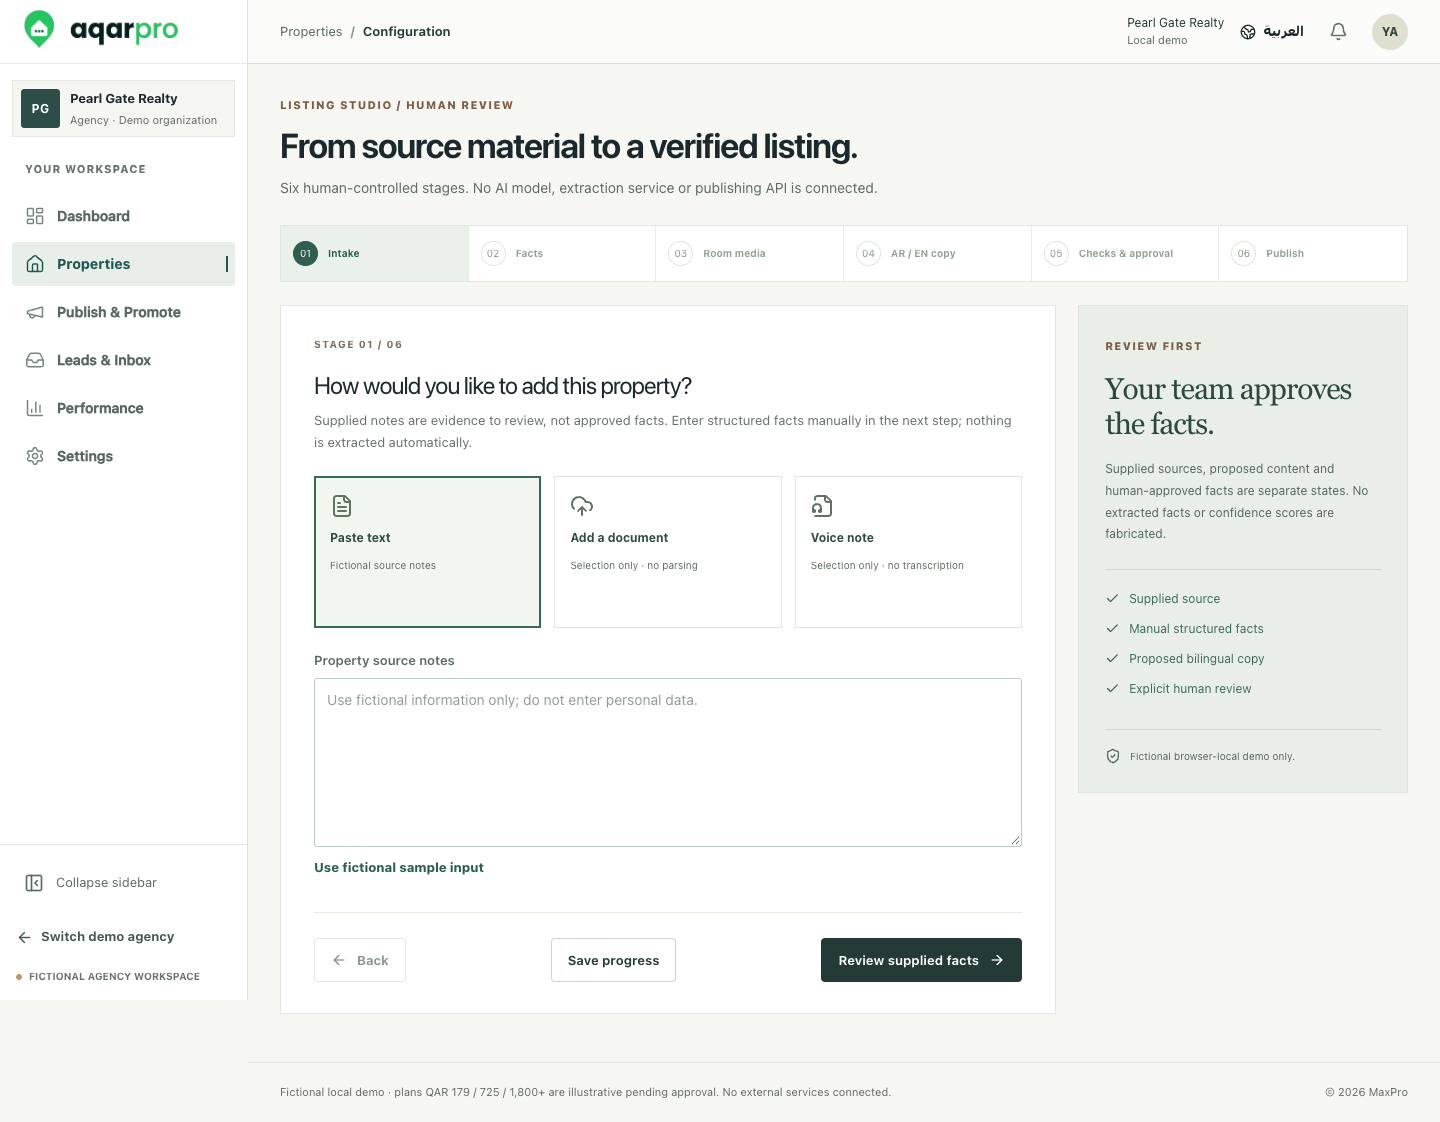 aqarpro
Properties / Configuration
Pearl Gate Realty
Local demo
العربية
YA
PG
Pearl Gate Realty
Agency · Demo organization
YOUR WORKSPACE
Dashboard
Properties
Publish & Promote
Leads & Inbox
Performance
Settings
Collapse sidebar
Switch demo agency
FICTIONAL AGENCY WORKSPACE
LISTING STUDIO / HUMAN REVIEW
From source material to a verified listing.
Six human-controlled stages. No AI model, extraction service or publishing API is connected.
01 Intake
02 Facts
03 Room media
04 AR / EN copy
05 Checks & approval
06 Publish
STAGE 01 / 06
How would you like to add this property?
Supplied notes are evidence to review, not approved facts. Enter structured facts manually in the next step; nothing
is extracted automatically.
Paste text
Fictional source notes
Add a document
Selection only · no parsing
Voice note
Selection only · no transcription
Property source notes
Use fictional information only; do not enter personal data.
Use fictional sample input
Back
Save progress
Review supplied facts
REVIEW FIRST
Your team approves
the facts.
Supplied sources, proposed content and
human-approved facts are separate states. No
extracted facts or confidence scores are
fabricated.
Supplied source
Manual structured facts
Proposed bilingual copy
Explicit human review
Fictional browser-local demo only.
Fictional local demo · plans QAR 179 / 725 / 1,800+ are illustrative pending approval. No external services connected.
© 2026 MaxPro